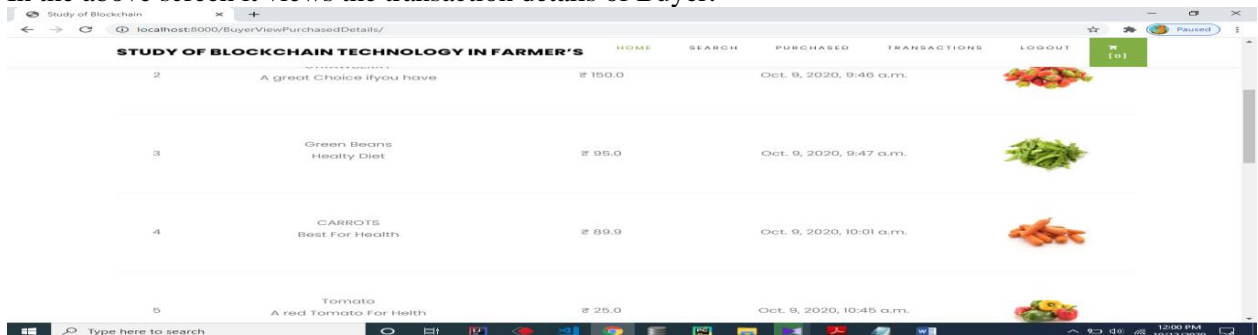 In the above screen it views the transaction details of Buyer.
Study of Blockchain
localhost:8000/BuyerViewPurchasedDetails/
Paused
STUDY OF BLOCKCHAIN TECHNOLOGY IN FARMER'S HOME SEARCH PURCHASED TRANSACTIONS LOGOUT [0]
2 A great Choice ifyou have ₹ 150.0 Oct. 9, 2020, 9:46 a.m.
Green Beans
3 Healty Diet ₹ 95.0 Oct. 9, 2020, 9:47 a.m.
CARROTS
4 Best For Health ₹ 89.9 Oct. 9, 2020, 10:01 a.m.
Tomato
5 A red Tomato For Helth ₹ 25.0 Oct. 9, 2020, 10:45 a.m.
Type here to search
12:00 PM